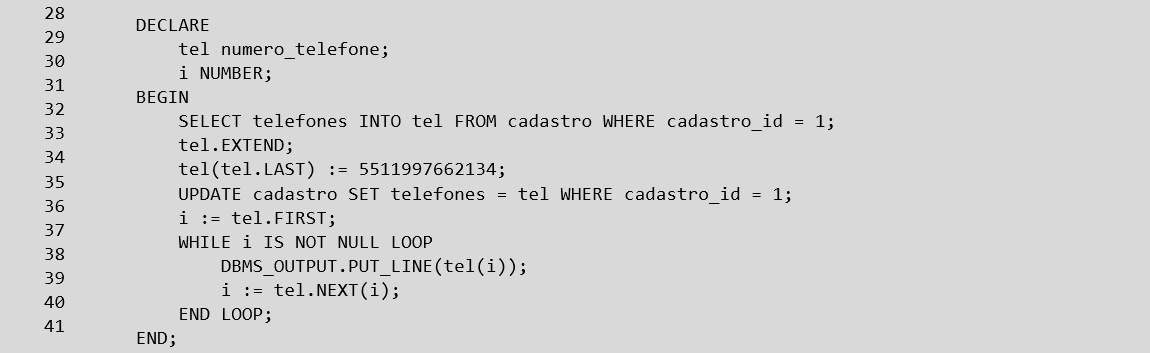 28
29 DECLARE
30 tel numero_telefone;
31 i NUMBER;
32 BEGIN
33 SELECT telefones INTO tel FROM cadastro WHERE cadastro_id = 1;
34 tel.EXTEND;
35 tel(tel.LAST) := 5511997662134;
36 UPDATE cadastro SET telefones = tel WHERE cadastro_id = 1;
37 i := tel.FIRST;
38 WHILE i IS NOT NULL LOOP
39 DBMS_OUTPUT.PUT_LINE(tel(i));
40 i := tel.NEXT(i);
41 END LOOP;
END;